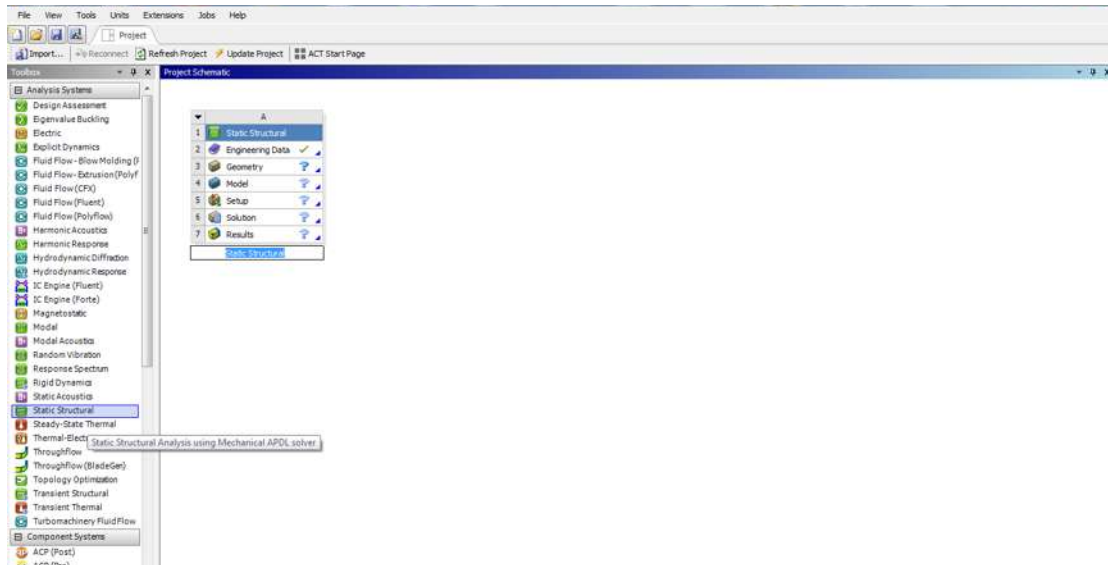 File View Tools Units Extensions Jobs Help
Project
Import... Reconnect Refresh Project Update Project ACT Start Page
Toolbox
Project Schematic
Analysis Systems
Design Assessment
Eigenvalue Buckling
Electric
Explicit Dynamics
Fluid Flow-Blow Molding (P
Fluid Flow-Extrusion(Polyf
Fluid Flow (CFX)
Fluid Flow (Fluent)
Fluid Flow (Polyflow)
Harmonic Acoustics
Harmonic Response
Hydrodynamic Diffraction
Hydrodynamic Response
IC Engine (Fluent)
IC Engine (Forte)
Magnetostatic
Modal
Modal Acoustics
Random Vibration
Response Spectrum
Rigid Dynamics
Static Acoustics
Static Structural
Steady-State Thermal
Thermal-Elect
Throughflow
Throughflow (BladeGen)
Topology Optimization
Transient Structural
Transient Thermal
Turbomachinery Fluid Flow
Component Systems
ACP (Post)
A
1 Static Structural
2 Engineering Data
3 Geometry ?
4 Model ?
5 Setup ?
6 Solution ?
7 Results ?
Static Structural
Static Structural Analysis using Mechanical APDL solver